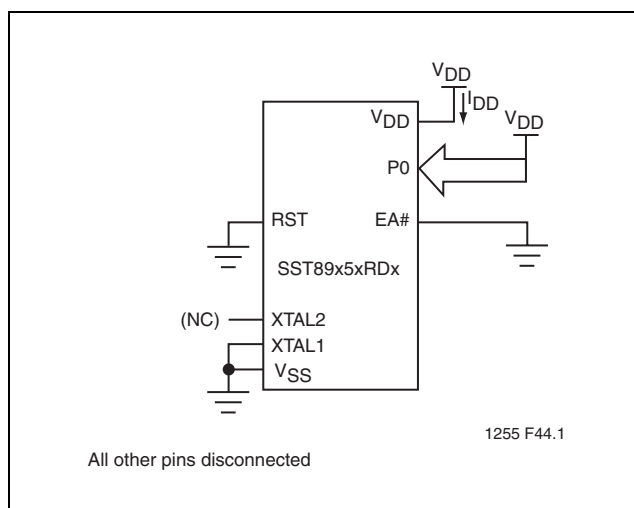 VDD
IDD
VDD
VDD
P0
RST
EA#
SST89x5xRDx
(NC)
XTAL2
XTAL1
VSS
1255 F44.1
All other pins disconnected